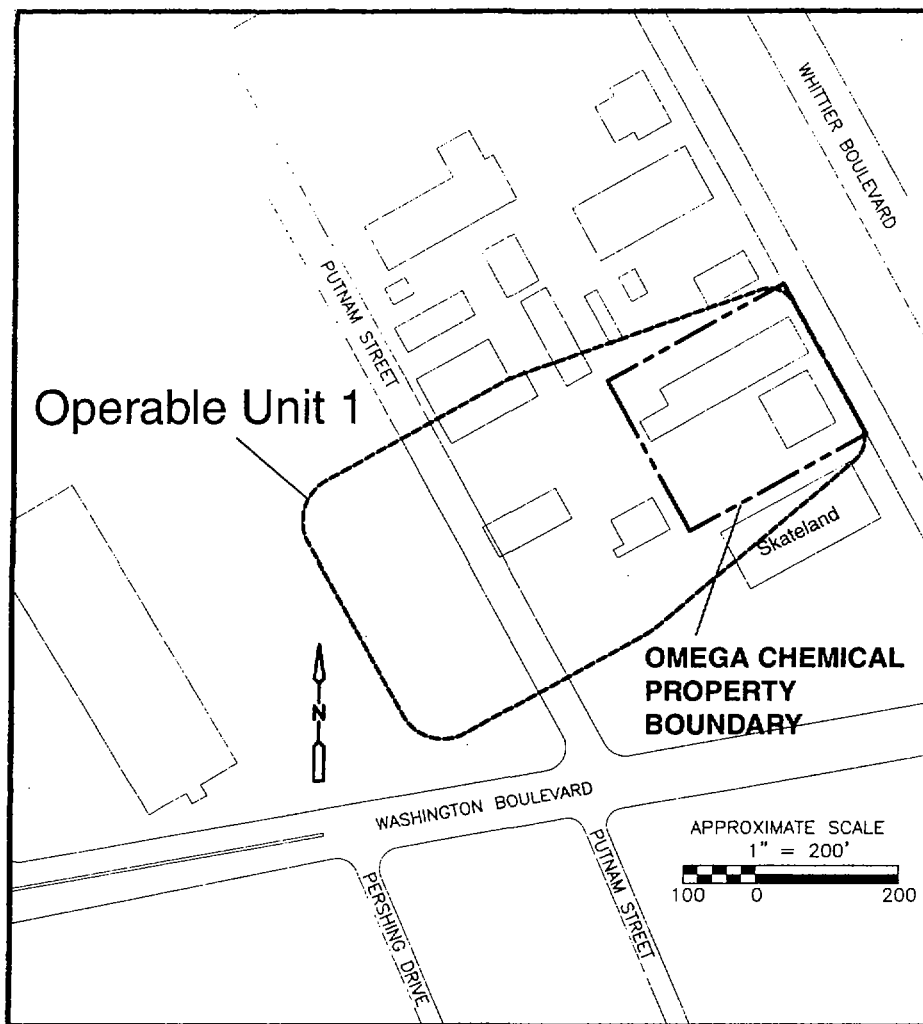 WHITTIER BOULEVARD
PUTNAM STREET
Operable Unit 1
Skateland
OMEGA CHEMICAL
PROPERTY
BOUNDARY
N
WASHINGTON BOULEVARD
APPROXIMATE SCALE
1" = 200'
100 0 200
PERSHING DRIVE
PUTNAM STREET